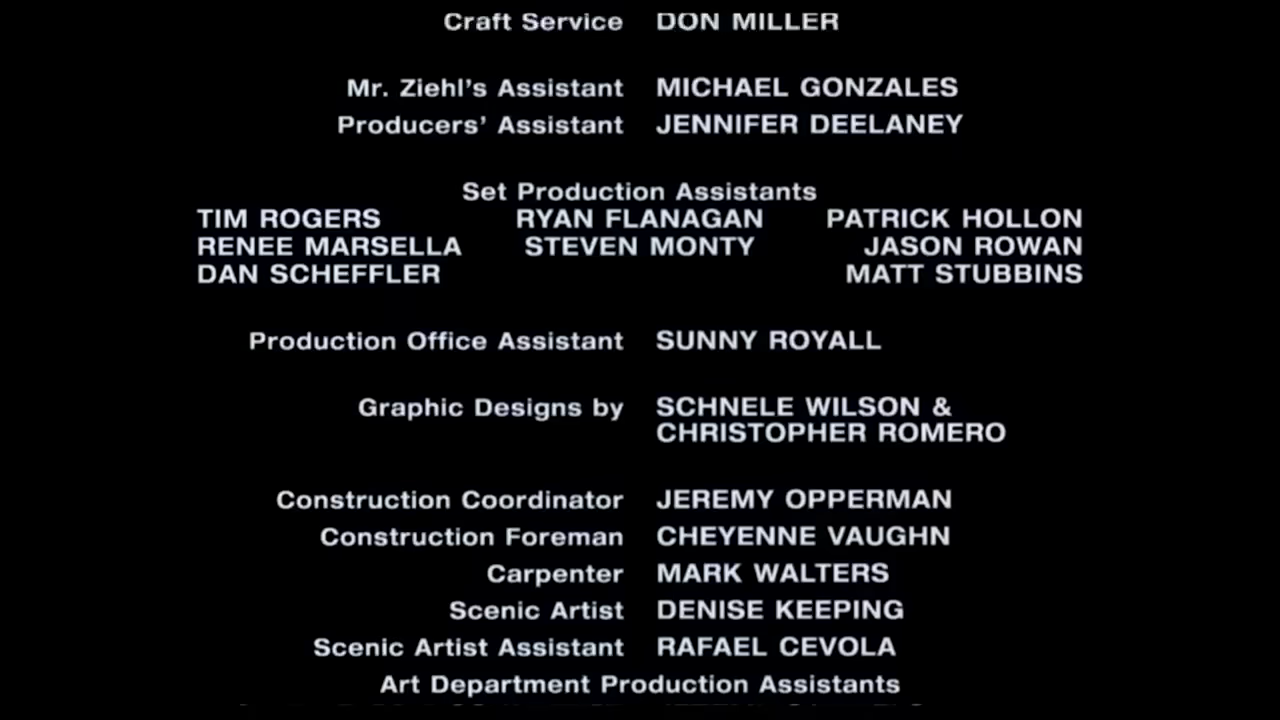 Craft Service DON MILLER
Mr. Ziehl's Assistant MICHAEL GONZALES
Producers' Assistant JENNIFER DEELANEY
Set Production Assistants
TIM ROGERS RYAN FLANAGAN PATRICK HOLLON
RENEE MARSELLA STEVEN MONTY JASON ROWAN
DAN SCHEFFLER MATT STUBBINS
Production Office Assistant SUNNY ROYALL
Graphic Designs by SCHNELE WILSON &
CHRISTOPHER ROMERO
Construction Coordinator JEREMY OPPERMAN
Construction Foreman CHEYENNE VAUGHN
Carpenter MARK WALTERS
Scenic Artist DENISE KEEPING
Scenic Artist Assistant RAFAEL CEVOLA
Art Department Production Assistants